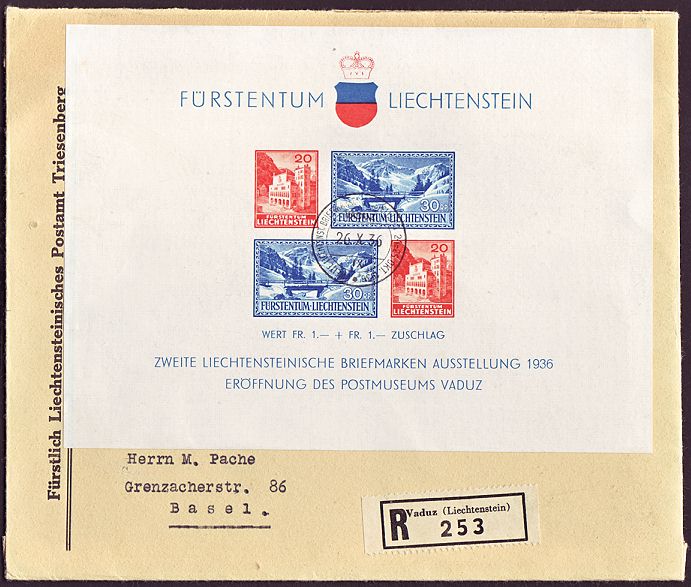 Fürstlich Liechtensteinisches Postamt Triesenberg
FÜRSTENTUM LIECHTENSTEIN
20
FÜRSTENTUM
LIECHTENSTEIN
30
FÜRSTENTUM·LIECHTENSTEIN
26.X.36
30
FÜRSTENTUM·LIECHTENSTEIN
20
FÜRSTENTUM
LIECHTENSTEIN
WERT FR. 1.— + FR. 1.— ZUSCHLAG
ZWEITE LIECHTENSTEINISCHE BRIEFMARKEN AUSSTELLUNG 1936
ERÖFFNUNG DES POSTMUSEUMS VADUZ
Herrn M. Pache
Grenzacherstr. 86
Basel.
R Vaduz (Liechtenstein)
253